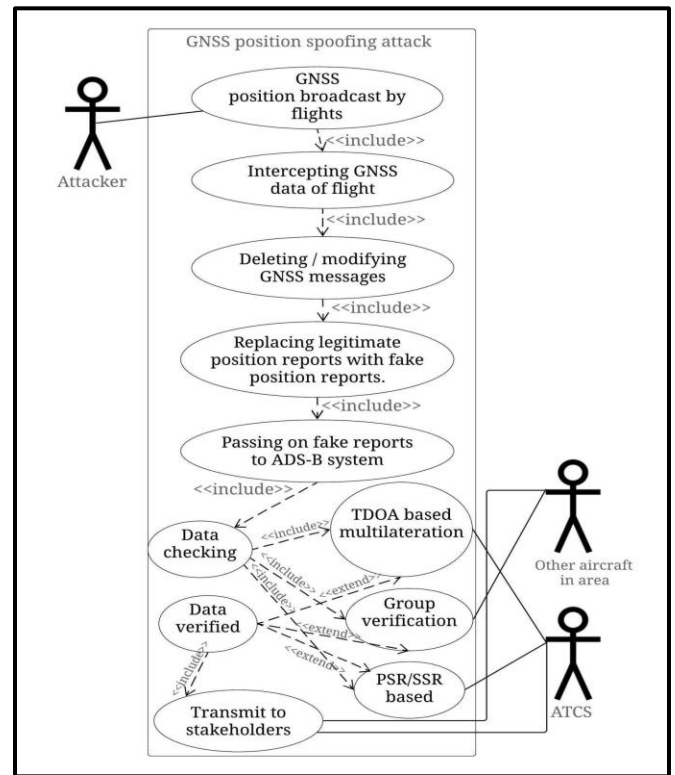 GNSS position spoofing attack
GNSS
position broadcast by
flights
<<include>>
Attacker
Intercepting GNSS
data of flight
<<include>>
Deleting / modifying
GNSS messages
<<include>>
Replacing legitimate
position reports with fake
position reports.
<<include>>
Passing on fake reports
to ADS-B system
<<include>>
TDOA based
multilateration
Data
checking
<<include>>
<<include>>
<<include>>
<<extend>>
Other aircraft
in area
Data
verified
Group
verification
<<extend>>
<<extend>>
<<include>>
PSR/SSR
based
Transmit to
stakeholders
ATCS